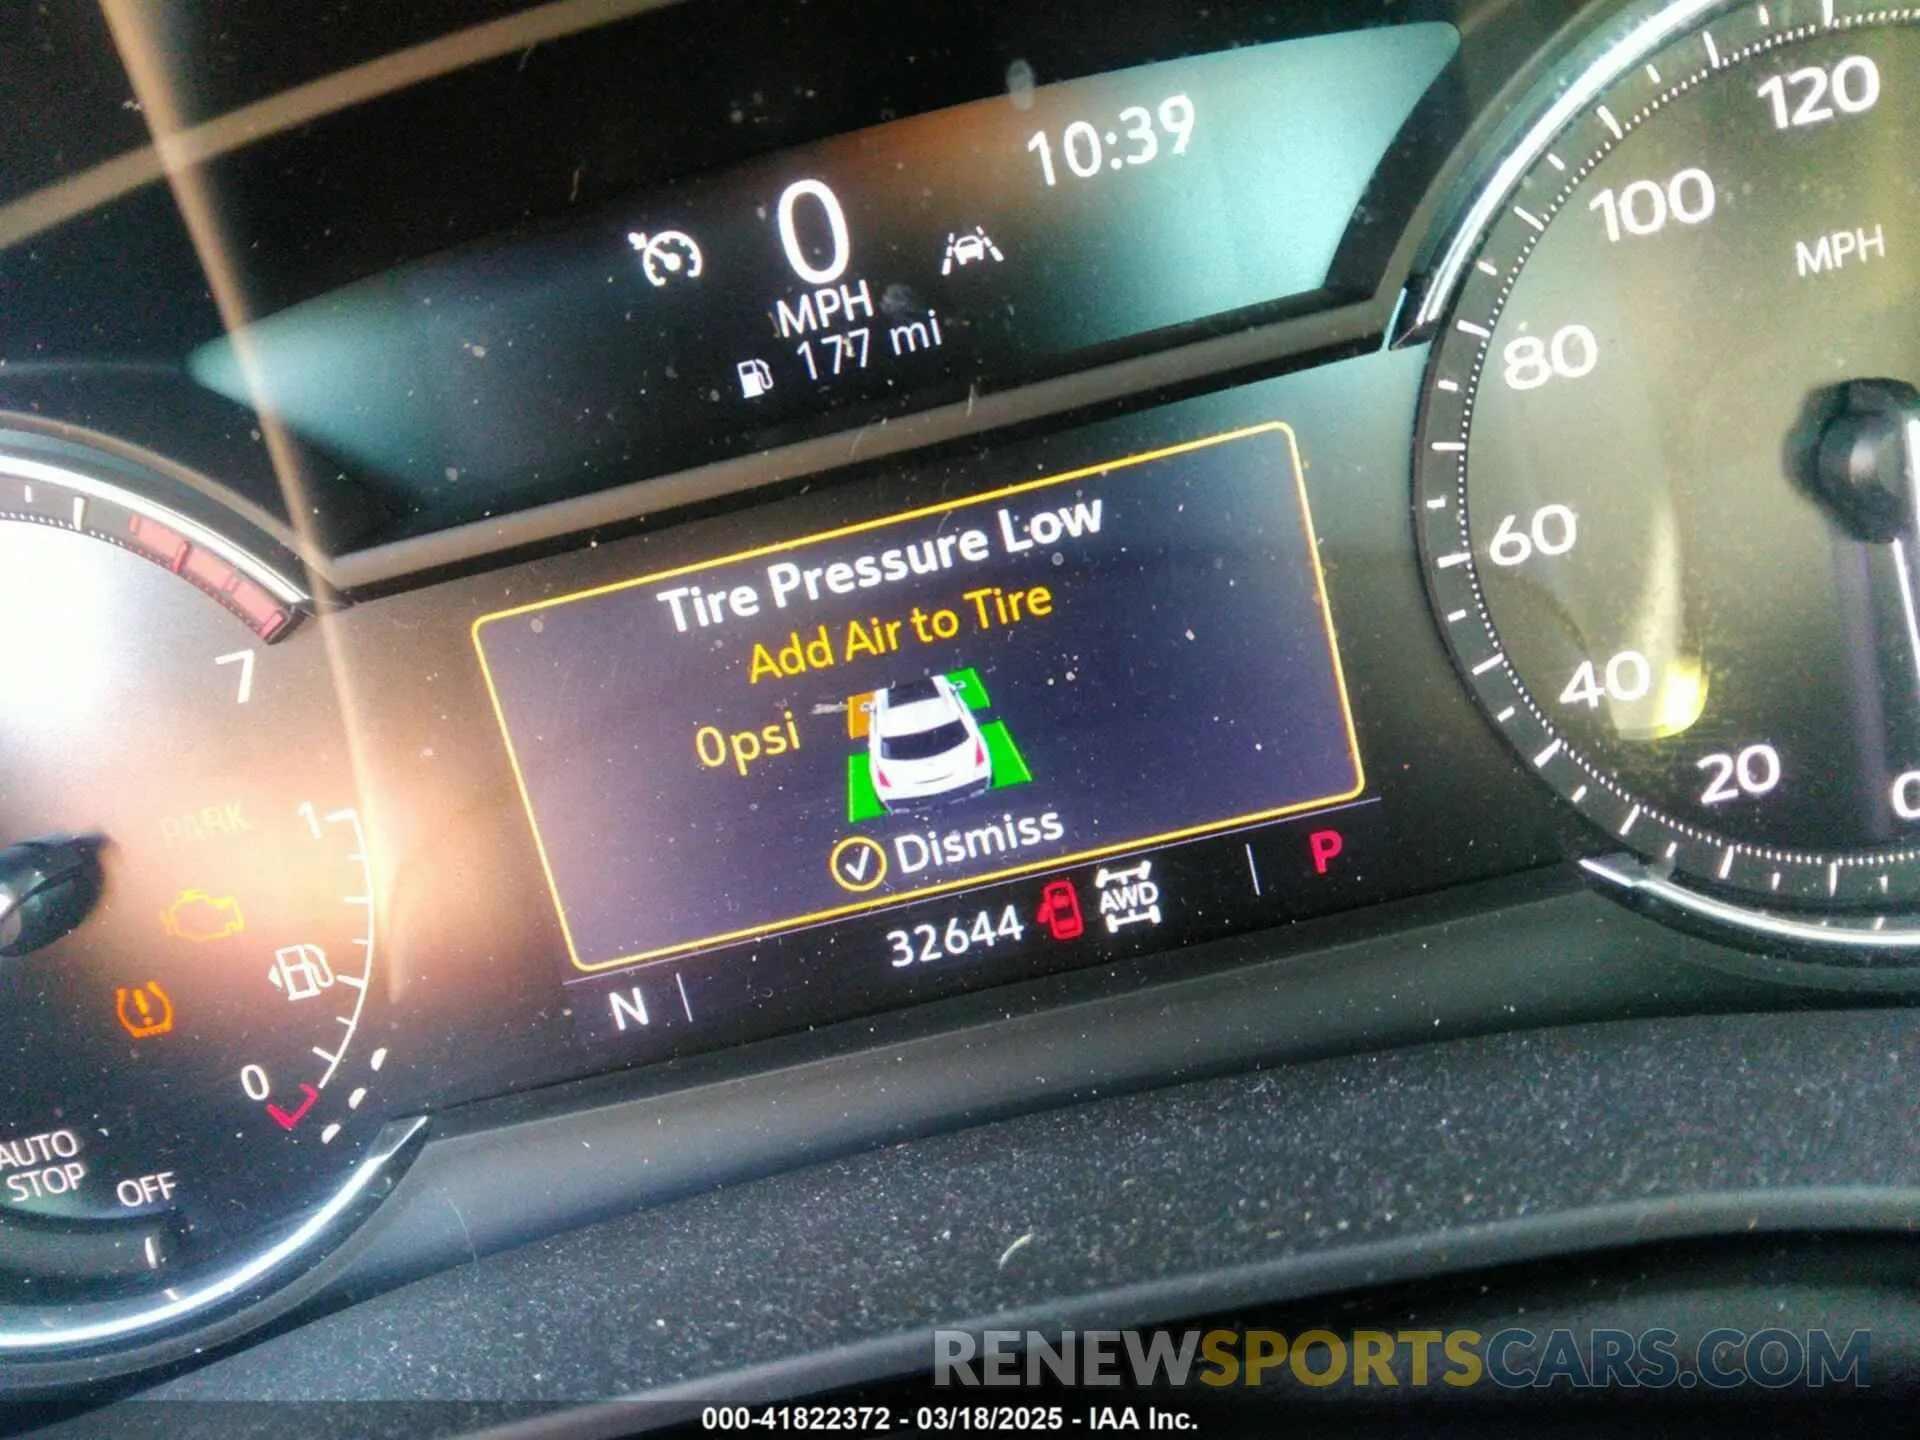 10:39
0
MPH
177 mi
120
100
MPH
80
60
40
20
0
Tire Pressure Low
Add Air to Tire
0psi
Dismiss
7
PARK
1
0
32644
AWD
P
N
AUTO
STOP
OFF
RENEWSPORTSCARS.COM
000-41822372 - 03/18/2025 - IAA Inc.